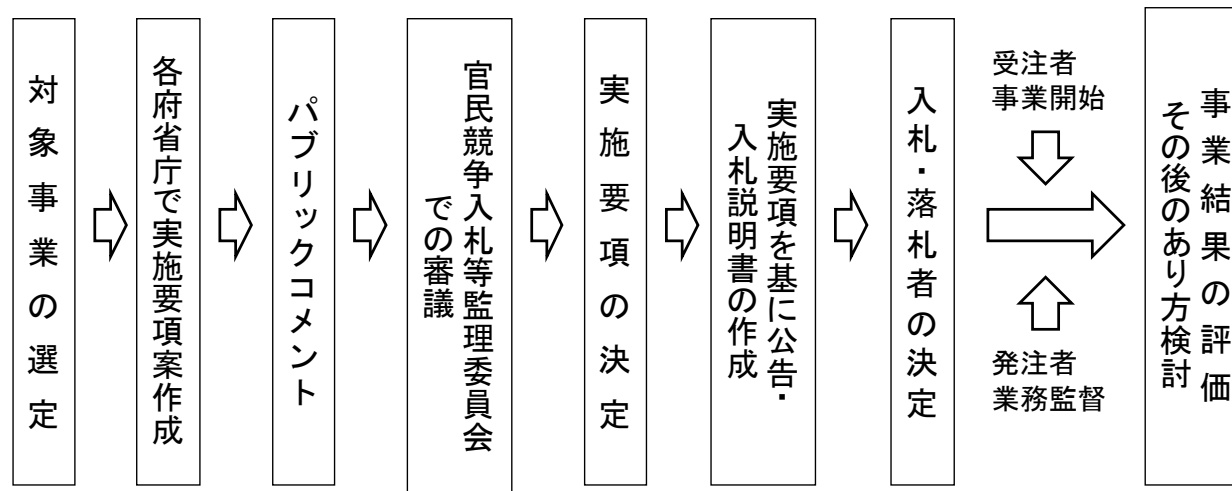 対象事業の選定
各府省庁で実施要項案作成
パブリックコメント
官民競争入札等監理委員会
での審議
実施要項の決定
実施要項を基に公告・
入札説明書の作成
入札・落札者の決定
受注者
事業開始
発注者
業務監督
事業結果の評価
その後のあり方検討